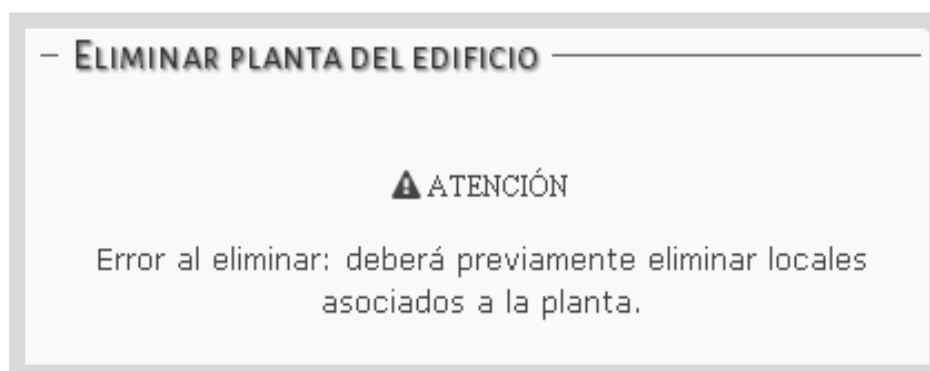 Eliminar planta del edificio
ATENCIÓN
Error al eliminar: deberá previamente eliminar locales
asociados a la planta.